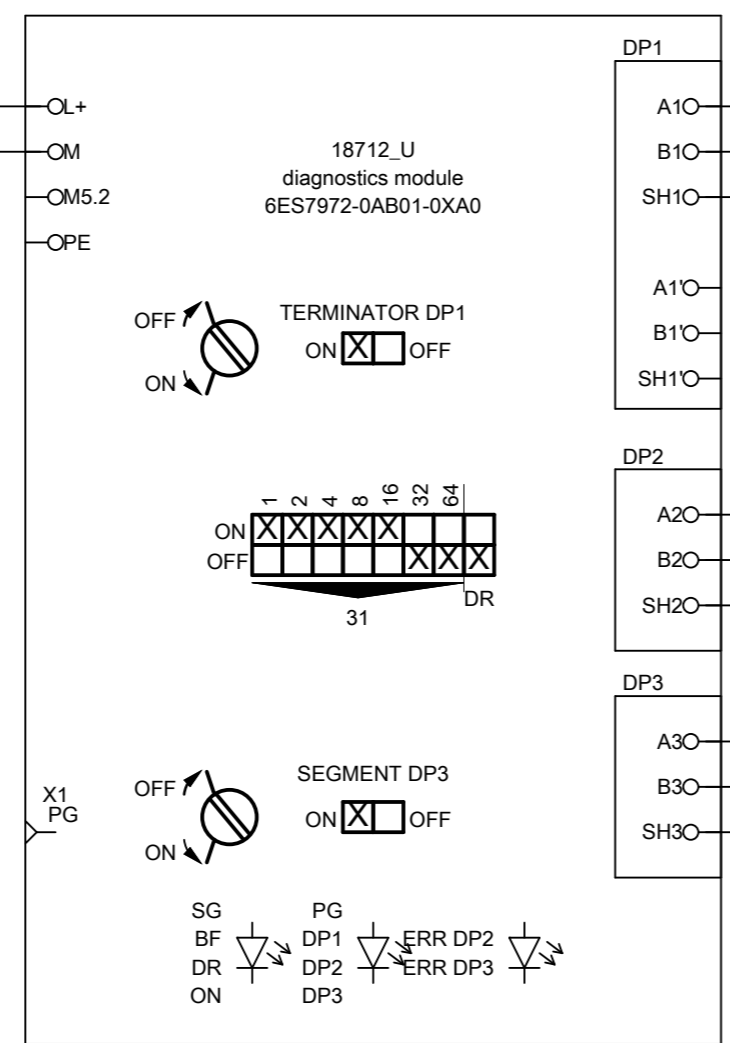 DP1
L+
M
M5.2
PE
18712_U
diagnostics module
6ES7972-0AB01-0XA0
A1
B1
SH1
A1'
B1'
SH1'
OFF
ON
TERMINATOR DP1
ON X OFF
DP2
A2
B2
SH2
1 2 4 8 16 32 64
ON X X X X X
OFF X X X
31
DR
DP3
A3
B3
SH3
X1
PG
OFF
ON
SEGMENT DP3
ON X OFF
SG
BF
DR
ON
PG
DP1
DP2
DP3
ERR DP2
ERR DP3